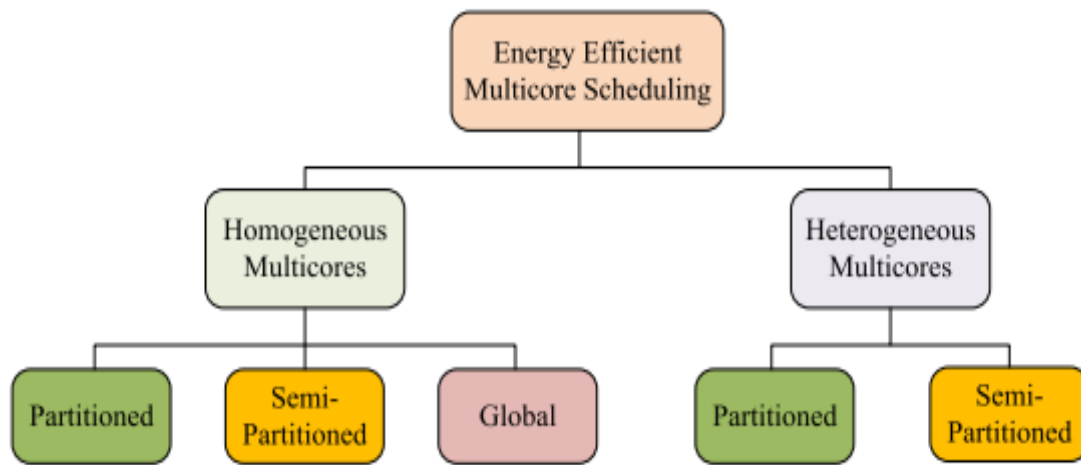 Energy Efficient
Multicore Scheduling
Homogeneous
Multicores
Heterogeneous
Multicores
Partitioned
Semi-
Partitioned
Global
Partitioned
Semi-
Partitioned